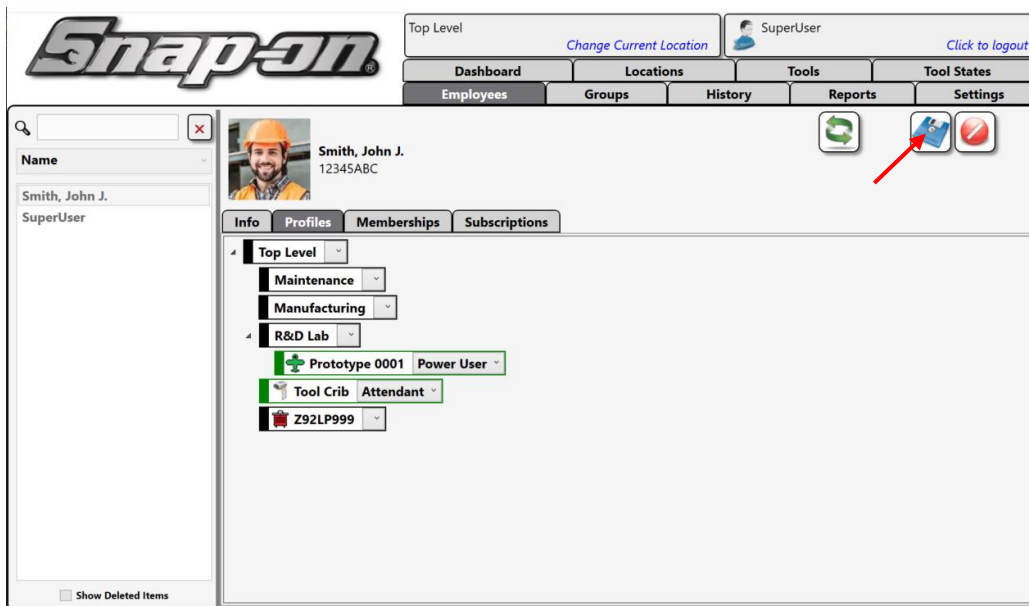 Snap-on®
Top Level
Change Current Location
SuperUser
Click to logout
Dashboard
Locations
Tools
Tool States
Employees
Groups
History
Reports
Settings
Name
Smith, John J.
SuperUser
Show Deleted Items
Smith, John J.
12345ABC
Info
Profiles
Memberships
Subscriptions
Top Level
Maintenance
Manufacturing
R&D Lab
Prototype 0001 Power User
Tool Crib Attendant
Z92LP999